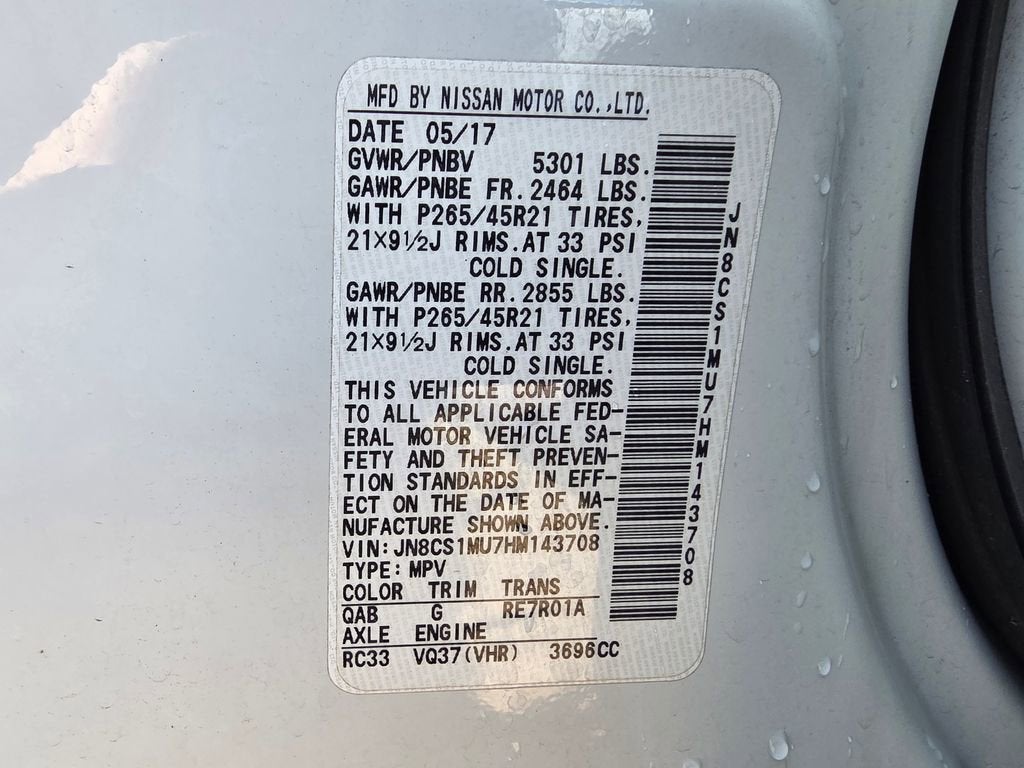 MFD BY NISSAN MOTOR CO.,LTD.
DATE 05/17
GVWR/PNBV 5301 LBS.
GAWR/PNBE FR. 2464 LBS.
WITH P265/45R21 TIRES,
21×9½J RIMS. AT 33 PSI
COLD SINGLE.
GAWR/PNBE RR. 2855 LBS.
WITH P265/45R21 TIRES,
21×9½J RIMS. AT 33 PSI
COLD SINGLE.
THIS VEHICLE CONFORMS
TO ALL APPLICABLE FED-
ERAL MOTOR VEHICLE SA-
FETY AND THEFT PREVEN-
TION STANDARDS IN EFF-
ECT ON THE DATE OF MA-
NUFACTURE SHOWN ABOVE.
VIN: JN8CS1MU7HM143708
TYPE: MPV
COLOR TRIM TRANS
QAB G RE7R01A
AXLE ENGINE
RC33 VQ37(VHR) 3696CC
JN8CS1MU7HM143708